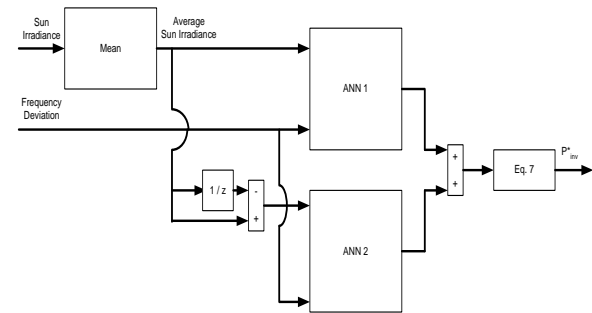 Sun
Irradiance
Mean
Average
Sun Irradiance
ANN 1
Frequency
Deviation
1 / z
-
+
ANN 2
+
+
Eq. 7
P*inv